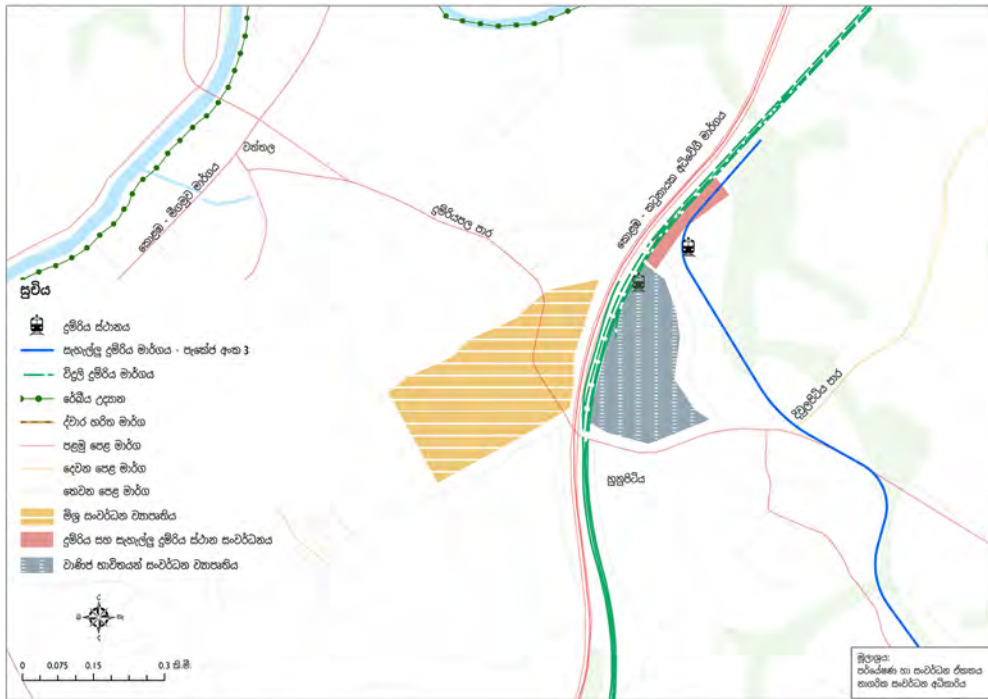 වත්තල
කොළඹ - මීගමුව මාර්ගය
දුම්රියපල පාර
කොළඹ - කටුනායක අධිවේගී මාර්ගය
දිවුලපිටිය පාර
හුනුපිටිය
සුචිය
දුම්රිය ස්ථානය
සැහැල්ලු දුම්රිය මාර්ගය - පැකේජ අංක 3
විදුලි දුම්රිය මාර්ගය
රේඛීය උද්‍යාන
ද්වාර හරිත මාර්ග
පළමු පෙළ මාර්ග
දෙවන පෙළ මාර්ග
තෙවන පෙළ මාර්ග
මිශ්‍ර සංවර්ධන ව්‍යාපෘතිය
දුම්රිය සහ සැහැල්ලු දුම්රිය ස්ථාන සංවර්ධනය
වාණිජ භාවිතයන් සංවර්ධන ව්‍යාපෘතිය
0 0.075 0.15 0.3 කි.මී.
මූලාශ්‍රය:
පර්යේෂණ හා සංවර්ධන ඒකකය
නාගරික සංවර්ධන අධිකාරිය